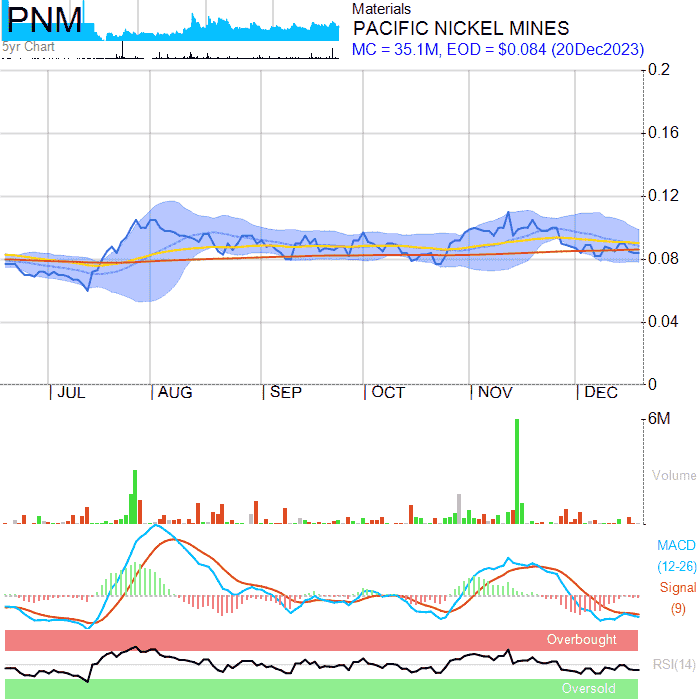 PNM
5yr Chart
Materials
PACIFIC NICKEL MINES
MC = 35.1M, EOD = $0.084 (20Dec2023)
0.2
0.16
0.12
0.08
0.04
0
JUL AUG SEP OCT NOV DEC
6M
Volume
MACD
(12-26)
Signal
(9)
Overbought
RSI(14)
Oversold